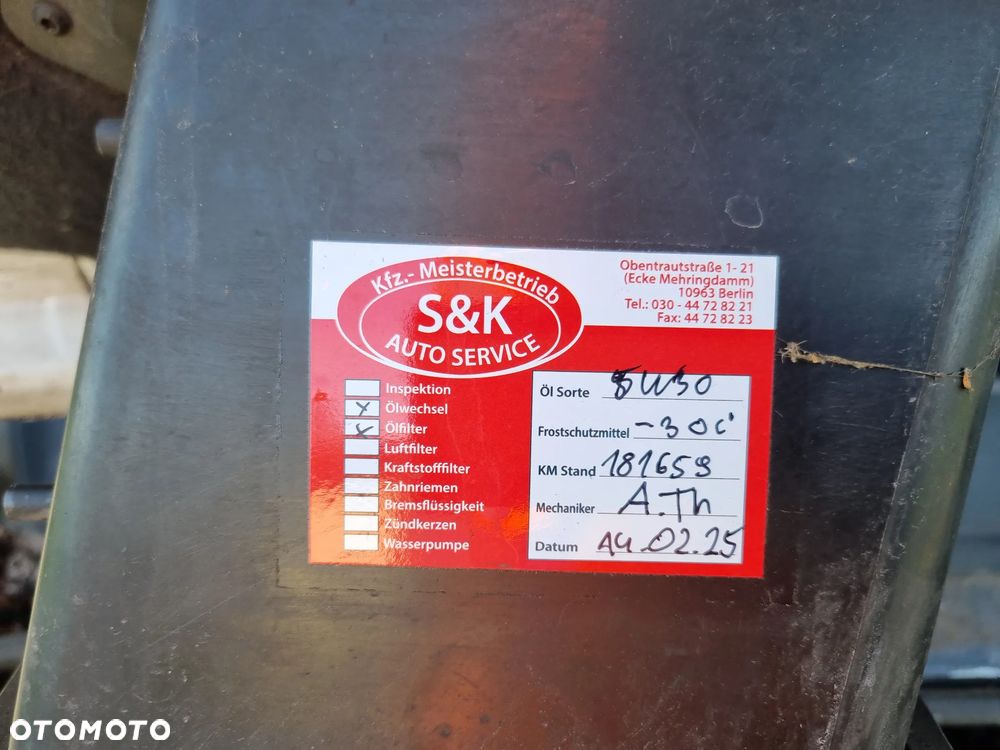 Kfz.- Meisterbetrieb
S&K
AUTO SERVICE
Obentrautstraße 1- 21
(Ecke Mehringdamm)
10963 Berlin
Tel.: 030 - 44 72 82 21
Fax: 44 72 82 23
Inspektion
x Ölwechsel
x Ölfilter
Luftfilter
Kraftstofffilter
Zahnriemen
Bremsflüssigkeit
Zündkerzen
Wasserpumpe
Öl Sorte 5W30
Frostschutzmittel -30C
KM Stand 181659
Mechaniker A.Th
Datum 14.02.25
OTOMOTO